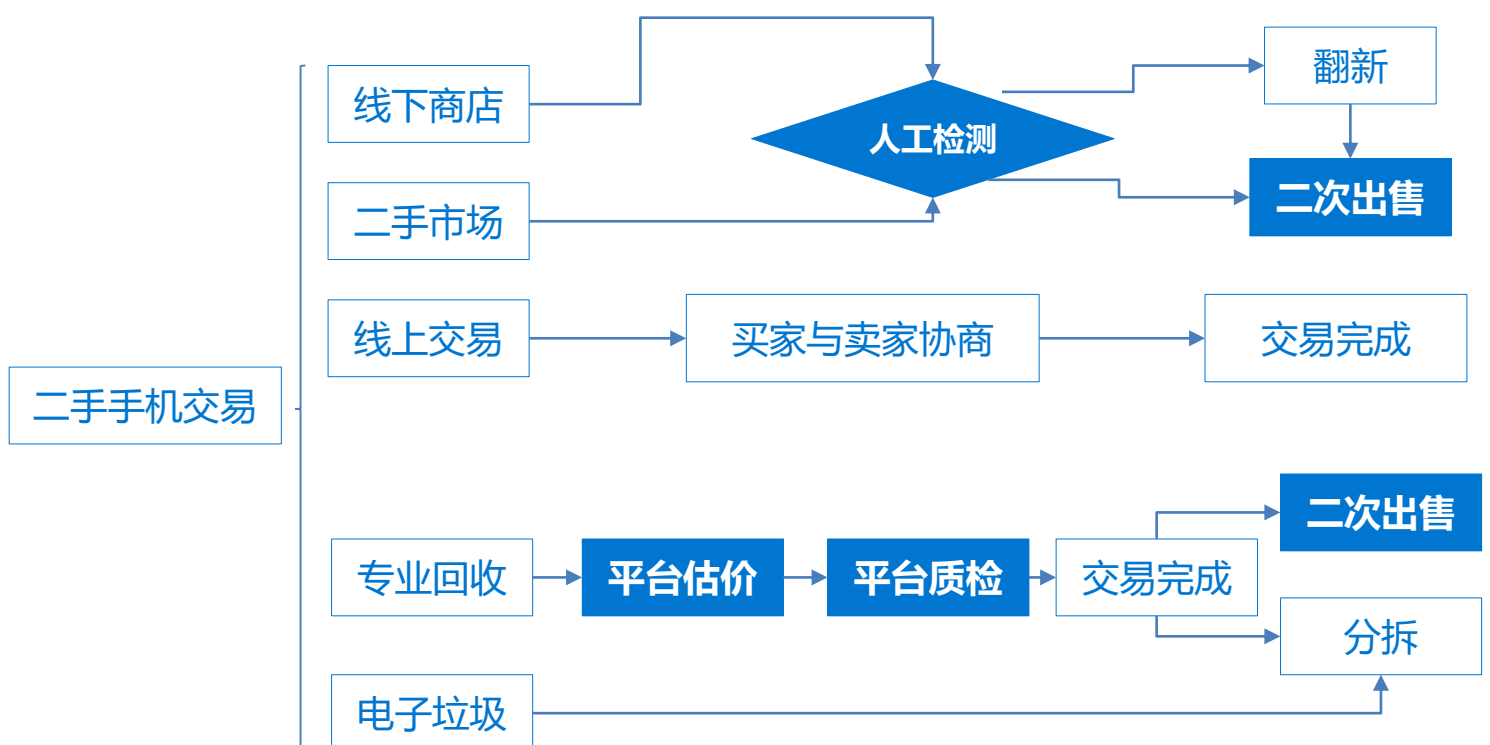 线下商店
人工检测
翻新
二手市场
二次出售
线上交易
买家与卖家协商
交易完成
二手手机交易
专业回收
平台估价
平台质检
交易完成
二次出售
分拆
电子垃圾